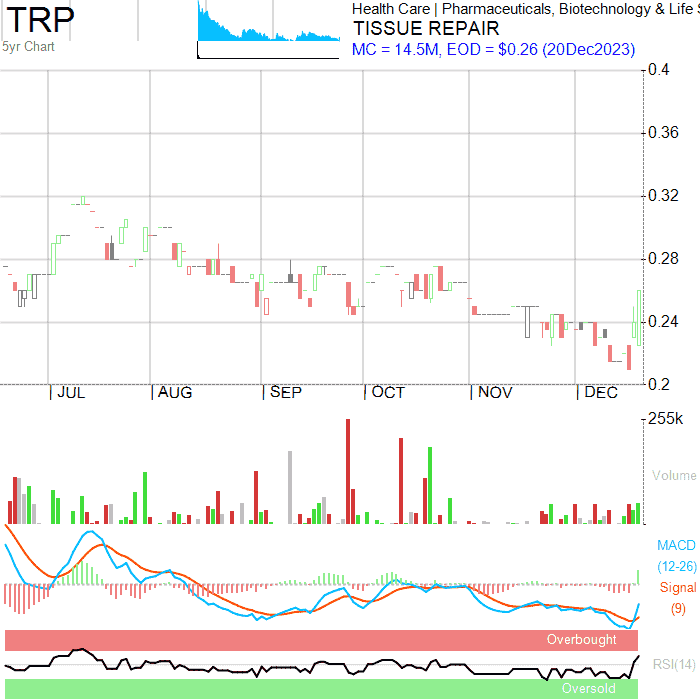 TRP
5yr Chart
Health Care | Pharmaceuticals, Biotechnology & Life S
TISSUE REPAIR
MC = 14.5M, EOD = $0.26 (20Dec2023)
0.4
0.36
0.32
0.28
0.24
0.2
|JUL |AUG |SEP |OCT |NOV |DEC
255k
Volume
MACD
(12-26)
Signal
(9)
Overbought
RSI(14)
Oversold